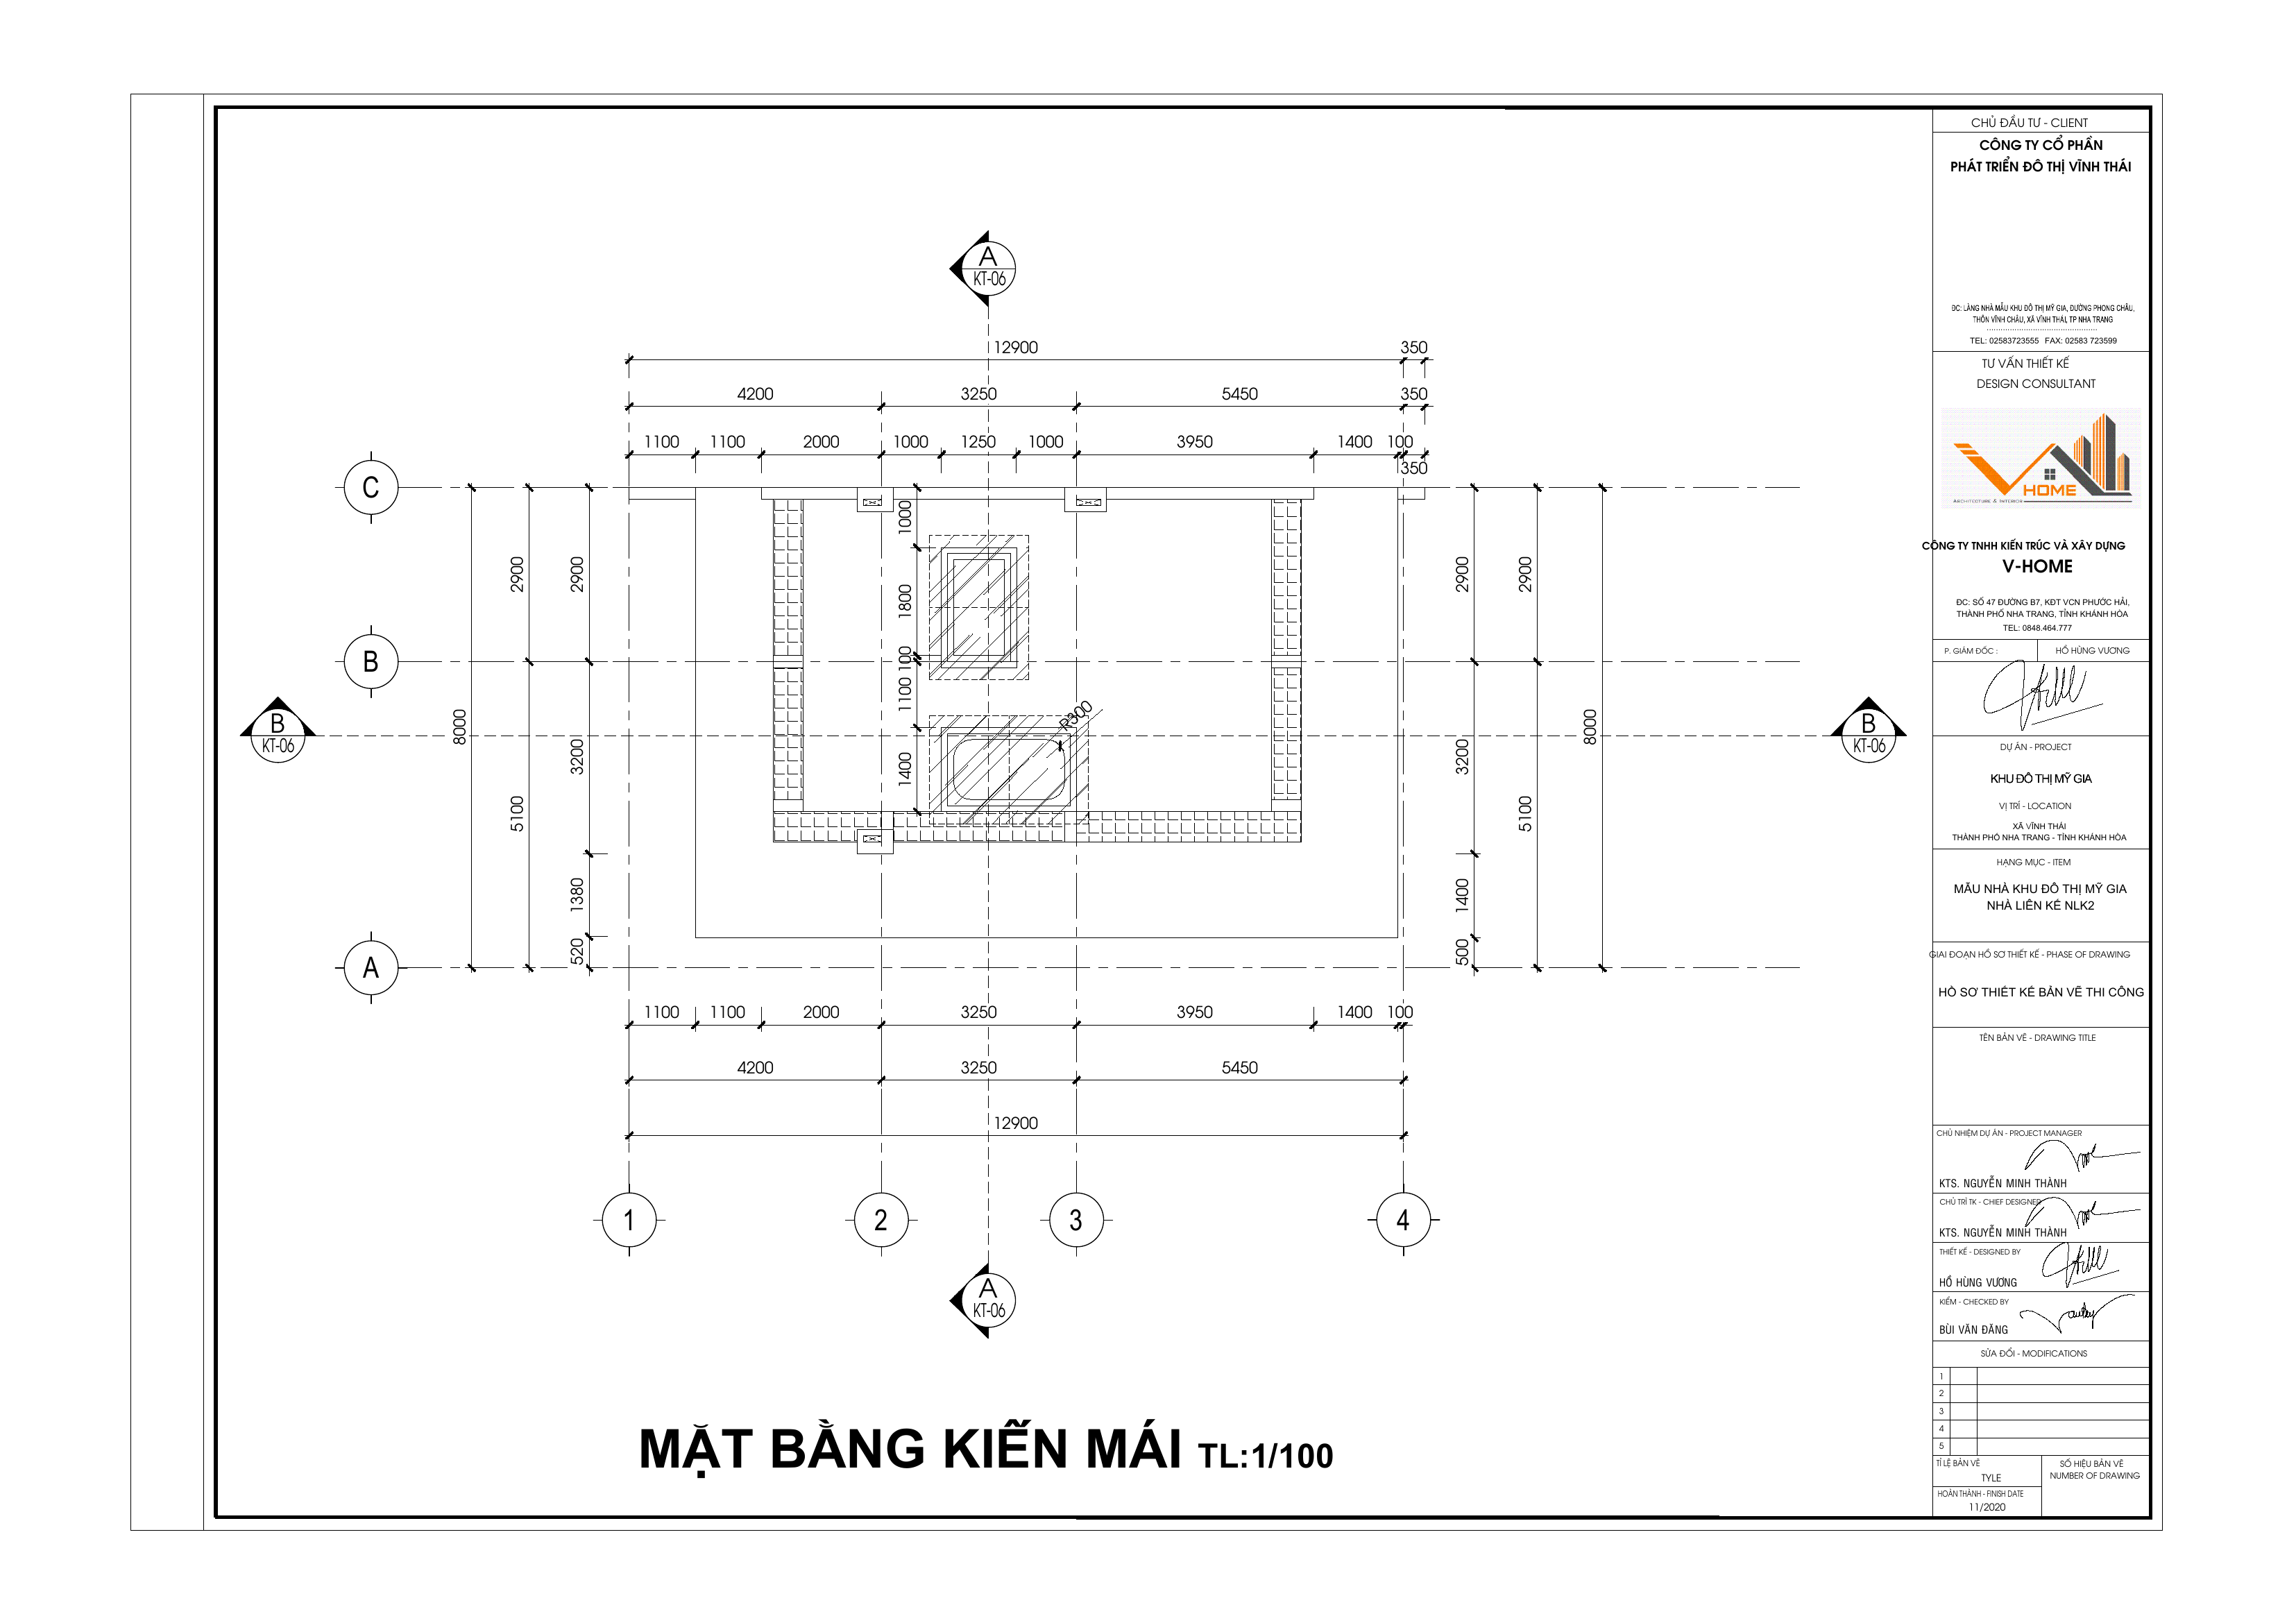 A
KT-06
12900
350
4200
3250
5450
350
1100
1100
2000
1000
1250
1000
3950
1400
100
350
C
B
A
8000
2900
5100
2900
3200
1380
520
1000
1800
100
1100
1400
R300
2900
3200
1400
500
2900
5100
8000
B
KT-06
B
KT-06
1100
1100
2000
3250
3950
1400
100
4200
3250
5450
12900
1
2
3
4
A
KT-06
MẶT BẰNG KIẾN MÁI TL:1/100
CHỦ ĐẦU TƯ - CLIENT
CÔNG TY CỔ PHẦN
PHÁT TRIỂN ĐÔ THỊ VĨNH THÁI
ĐC: LÀNG NHÀ MẪU KHU ĐÔ THỊ MỸ GIA, ĐƯỜNG PHONG CHÂU,
THÔN VĨNH CHÂU, XÃ VĨNH THÁI, TP NHA TRANG
TEL: 02583723555 FAX: 02583 723599
TƯ VẤN THIẾT KẾ
DESIGN CONSULTANT
HOME
ARCHITECTURE & INTERIOR
CÔNG TY TNHH KIẾN TRÚC VÀ XÂY DỰNG
V-HOME
ĐC: SỐ 47 ĐƯỜNG B7, KĐT VCN PHƯỚC HẢI,
THÀNH PHỐ NHA TRANG, TỈNH KHÁNH HÒA
TEL: 0848.464.777
P. GIÁM ĐỐC :
HỒ HÙNG VƯƠNG
DỰ ÁN - PROJECT
KHU ĐÔ THỊ MỸ GIA
VỊ TRÍ - LOCATION
XÃ VĨNH THÁI
THÀNH PHỐ NHA TRANG - TỈNH KHÁNH HÒA
HẠNG MỤC - ITEM
MẪU NHÀ KHU ĐÔ THỊ MỸ GIA
NHÀ LIÊN KẾ NLK2
GIAI ĐOẠN HỒ SƠ THIẾT KẾ - PHASE OF DRAWING
HỒ SƠ THIẾT KẾ BẢN VẼ THI CÔNG
TÊN BẢN VẼ - DRAWING TITLE
CHỦ NHIỆM DỰ ÁN - PROJECT MANAGER
KTS. NGUYỄN MINH THÀNH
CHỦ TRÌ TK - CHIEF DESIGNER
KTS. NGUYỄN MINH THÀNH
THIẾT KẾ - DESIGNED BY
HỒ HÙNG VƯƠNG
KIỂM - CHECKED BY
BÙI VĂN ĐĂNG
SỬA ĐỔI - MODIFICATIONS
1
2
3
4
5
TỈ LỆ BẢN VẼ
TYLE
HOÀN THÀNH - FINISH DATE
11/2020
SỐ HIỆU BẢN VẼ
NUMBER OF DRAWING